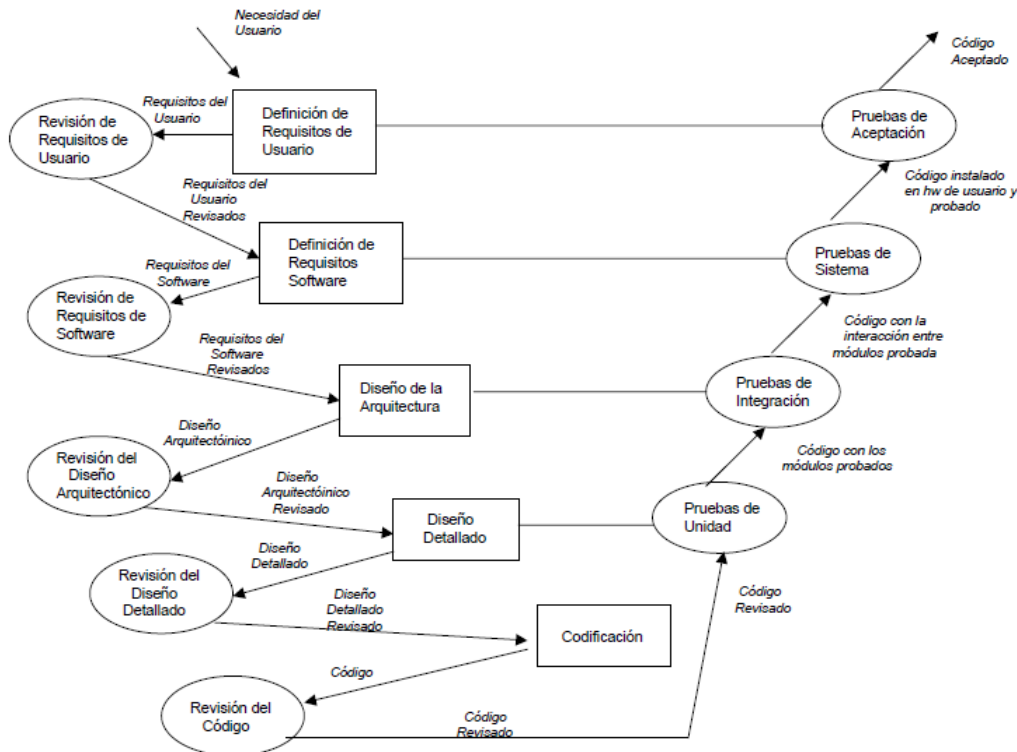 Necesidad del
Usuario
Código
Aceptado
Requisitos del
Usuario
Revisión de
Requisitos de
Usuario
Definición de
Requisitos de
Usuario
Pruebas de
Aceptación
Requisitos del
Usuario
Revisados
Código instalado
en hw de usuario y
probado
Definición de
Requisitos
Software
Pruebas de
Sistema
Requisitos del
Software
Revisión de
Requisitos de
Software
Código con la
interacción entre
módulos probada
Requisitos del
Software
Revisados
Diseño de la
Arquitectura
Pruebas de
Integración
Diseño
Arquitectóinico
Revisión del
Diseño
Arquitectónico
Código con los
módulos probados
Diseño
Arquitectóinico
Revisado
Diseño
Detallado
Pruebas de
Unidad
Diseño
Detallado
Revisión del
Diseño
Detallado
Diseño
Detallado
Revisado
Código
Revisado
Codificación
Código
Revisión del
Código
Código
Revisado